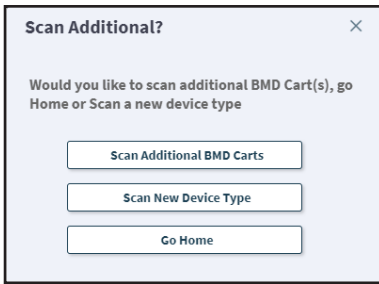 Scan Additional?
Would you like to scan additional BMD Cart(s), go
Home or Scan a new device type
Scan Additional BMD Carts
Scan New Device Type
Go Home